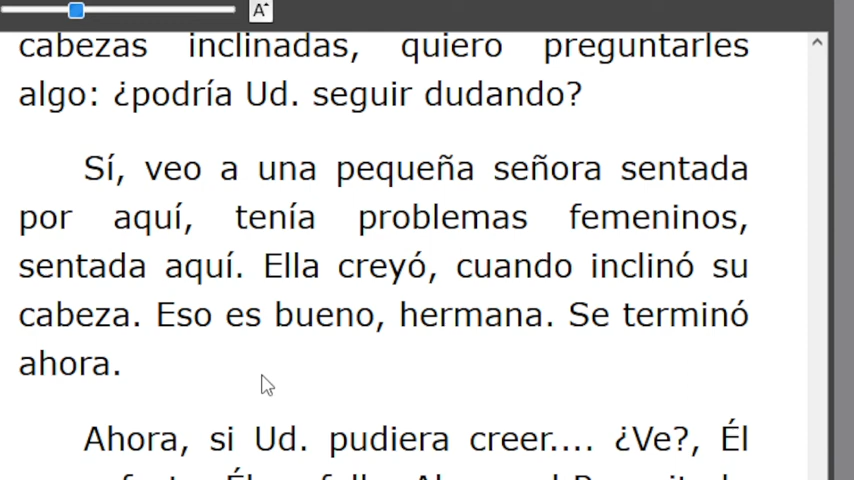 A
cabezas inclinadas, quiero preguntarles
algo: ¿podría Ud. seguir dudando?
Sí, veo a una pequeña señora sentada
por aquí, tenía problemas femeninos,
sentada aquí. Ella creyó, cuando inclinó su
cabeza. Eso es bueno, hermana. Se terminó
ahora.
Ahora, si Ud. pudiera creer.... ¿Ve?, Él